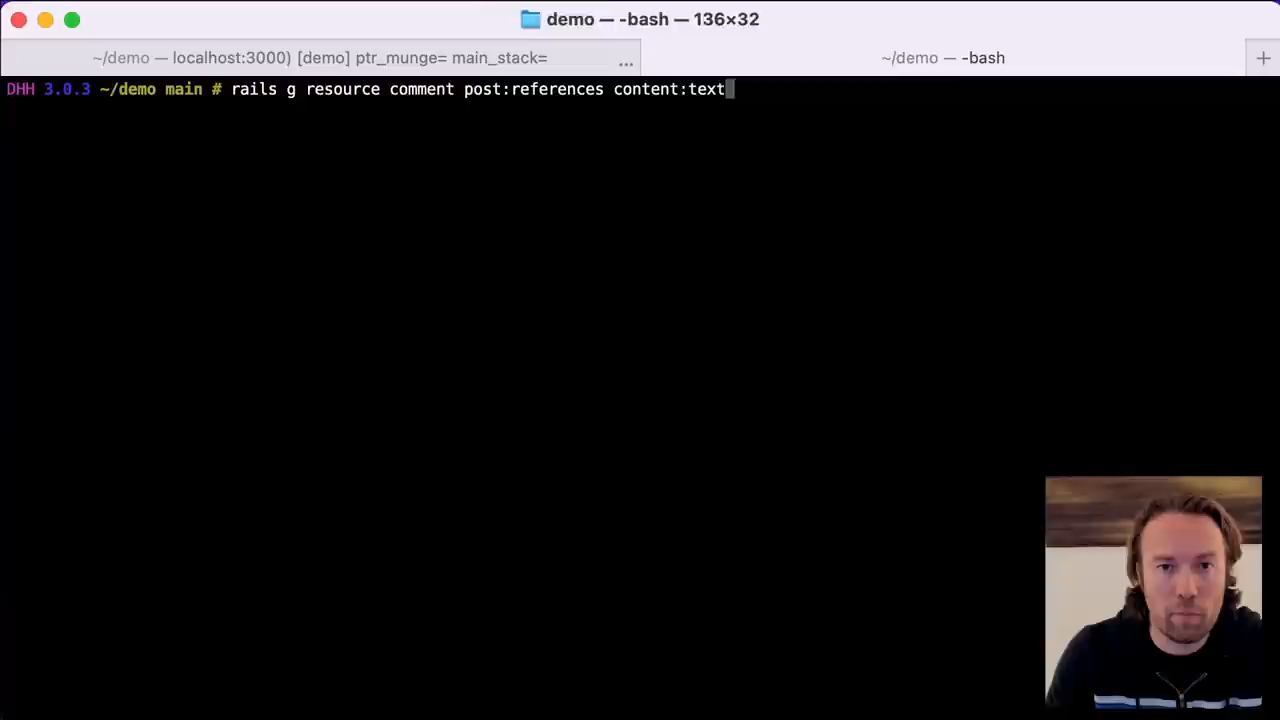 demo — -bash — 136×32
~/demo — localhost:3000) [demo] ptr_munge= main_stack= ...
~/demo — -bash
DHH 3.0.3 ~/demo main # rails g resource comment post:references content:text